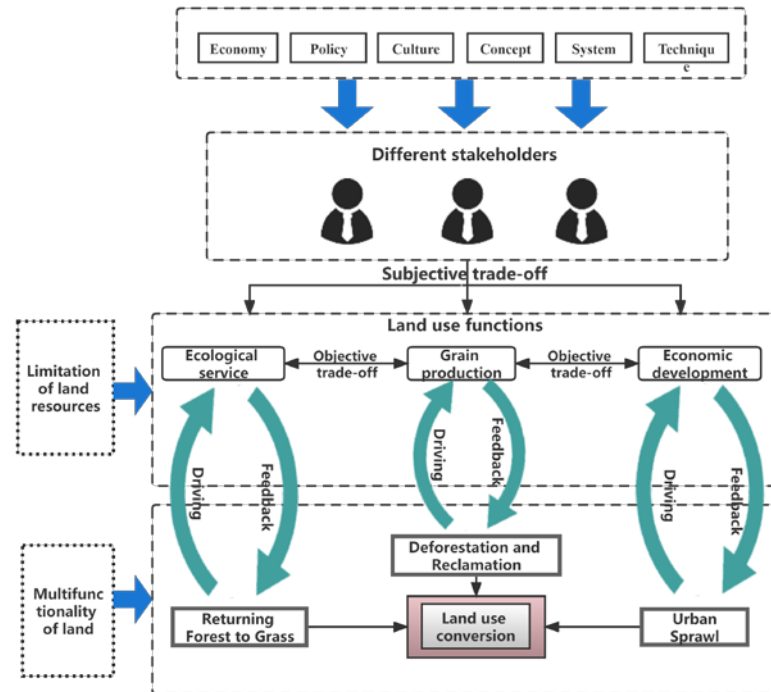 Economy
Policy
Culture
Concept
System
Techniqu
e
Different stakeholders
Subjective trade-off
Land use functions
Limitation
of land
resources
Ecological
service
Objective
trade-off
Grain
production
Objective
trade-off
Economic
development
Driving
Feedback
Driving
Feedback
Driving
Feedback
Multifunc
tionality
of land
Deforestation and
Reclamation
Returning
Forest to Grass
Land use
conversion
Urban
Sprawl